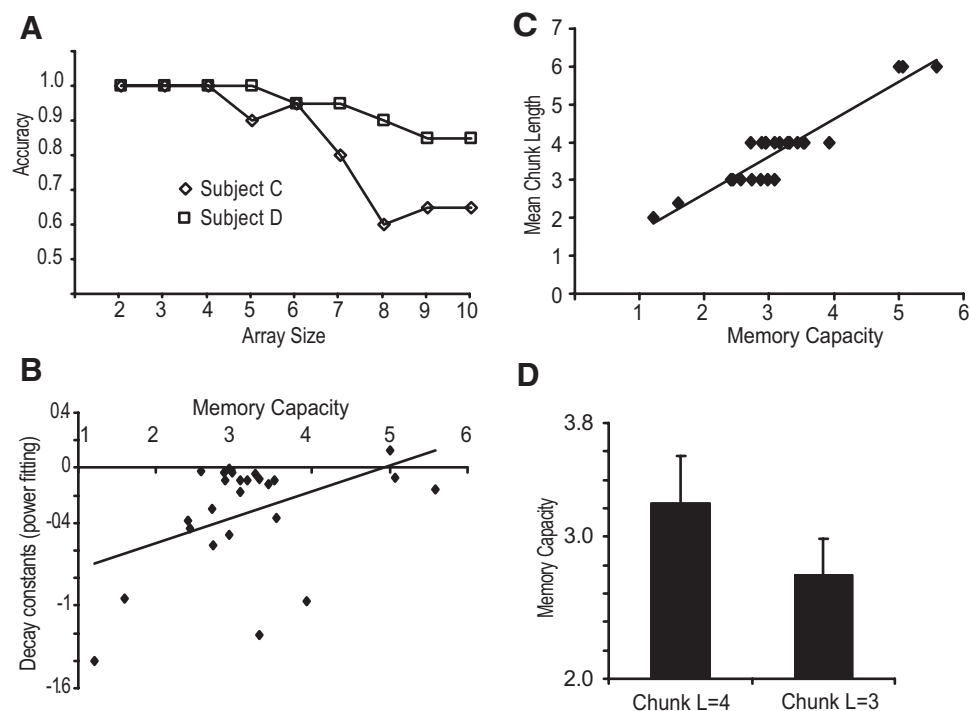 A
1.0
0.9
0.8
0.7
0.6
0.5
Accuracy
Subject C
Subject D
2 3 4 5 6 7 8 9 10
Array Size
B
Memory Capacity
1 2 3 4 5 6
04
0
-04
-1
-1.6
Decay constants (power fitting)
C
7
6
5
4
3
2
1
0
Mean Chunk Length
1 2 3 4 5 6
Memory Capacity
D
3.8
3.0
2.0
Memory Capacity
Chunk L=4 Chunk L=3